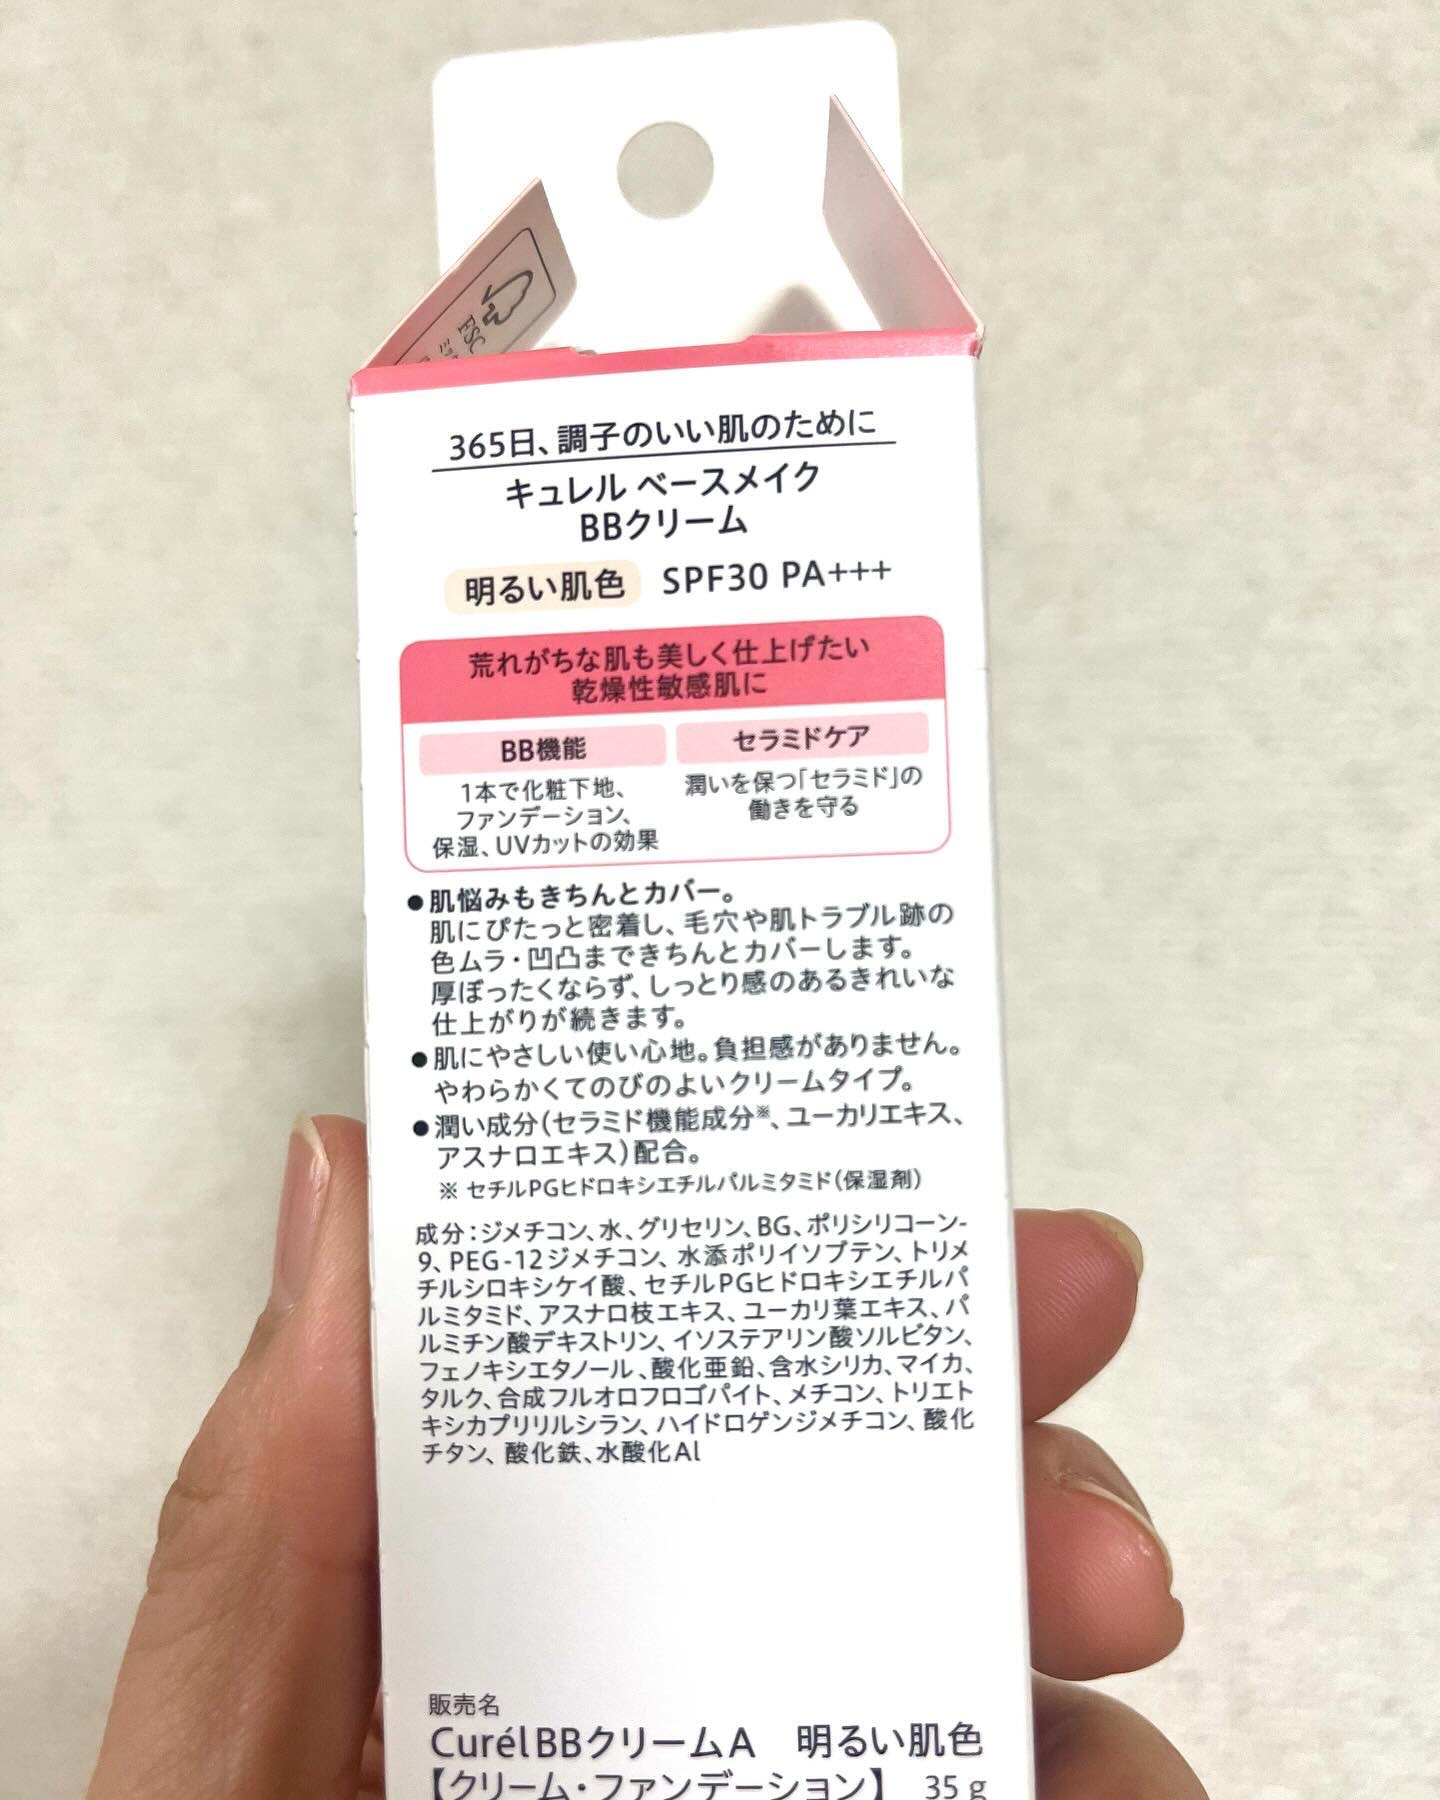 FSC
365日、調子のいい肌のために
キュレル ベースメイク
BBクリーム
明るい肌色 SPF30 PA+++
荒れがちな肌も美しく仕上げたい
乾燥性敏感肌に
BB機能 セラミドケア
1本で化粧下地、
ファンデーション、
保湿、UVカットの効果
潤いを保つ「セラミド」の
働きを守る
●肌悩みもきちんとカバー。
肌にぴたっと密着し、毛穴や肌トラブル跡の
色ムラ・凹凸まできちんとカバーします。
厚ぼったくならず、しっとり感のあるきれいな
仕上がりが続きます。
●肌にやさしい使い心地。負担感がありません。
やわらかくてのびのよいクリームタイプ。
●潤い成分(セラミド機能成分※、ユーカリエキス、
アスナロエキス)配合。
※ セチルPGヒドロキシエチルパルミタミド(保湿剤)
成分:ジメチコン、水、グリセリン、BG、ポリシリコーン-
9、PEG-12ジメチコン、水添ポリイソブテン、トリメ
チルシロキシケイ酸、セチルPGヒドロキシエチルパ
ルミタミド、アスナロ枝エキス、ユーカリ葉エキス、パ
ルミチン酸デキストリン、イソステアリン酸ソルビタン、
フェノキシエタノール、酸化亜鉛、含水シリカ、マイカ、
タルク、合成フルオロフロゴパイト、メチコン、トリエト
キシカプリリルシラン、ハイドロゲンジメチコン、酸化
チタン、酸化鉄、水酸化Al
販売名
Curél BBクリームA 明るい肌色
【クリーム・ファンデーション】 35g